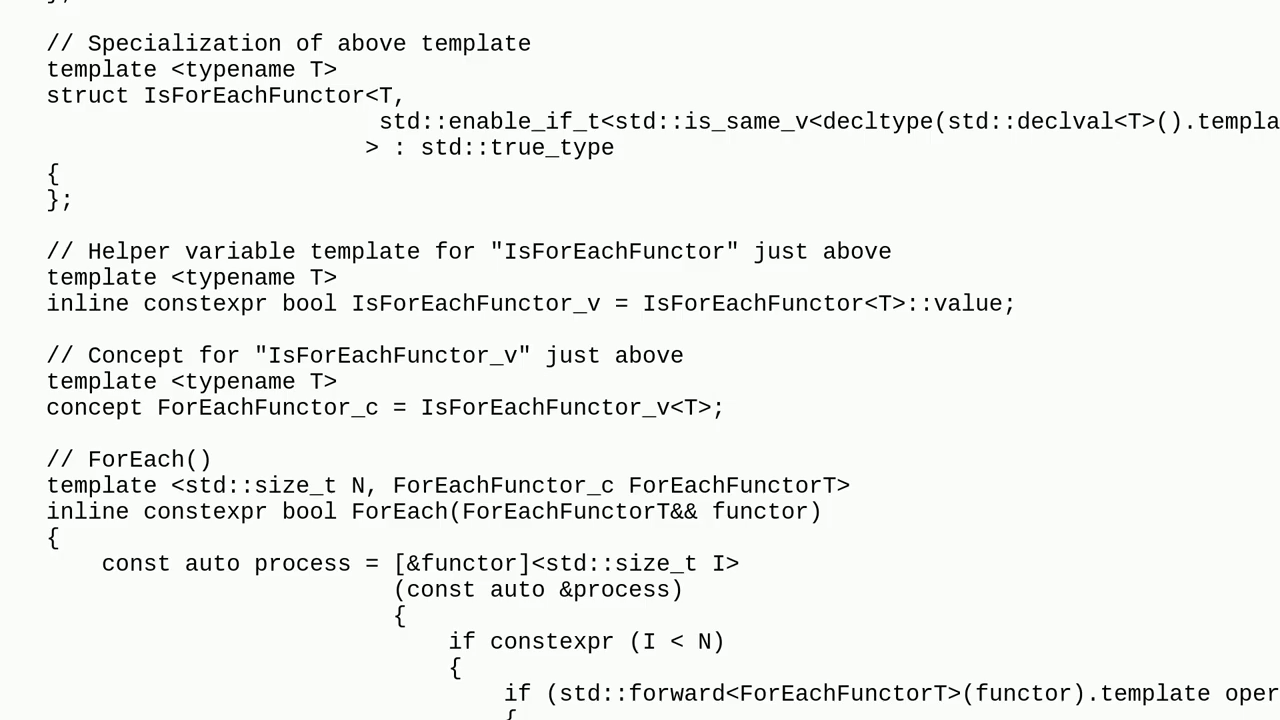 };
// Specialization of above template
template <typename T>
struct IsForEachFunctor<T,
                        std::enable_if_t<std::is_same_v<decltype(std::declval<T>().templa
                       > : std::true_type
{
};
// Helper variable template for "IsForEachFunctor" just above
template <typename T>
inline constexpr bool IsForEachFunctor_v = IsForEachFunctor<T>::value;
// Concept for "IsForEachFunctor_v" just above
template <typename T>
concept ForEachFunctor_c = IsForEachFunctor_v<T>;
// ForEach()
template <std::size_t N, ForEachFunctor_c ForEachFunctorT>
inline constexpr bool ForEach(ForEachFunctorT&& functor)
{
    const auto process = [&functor]<std::size_t I>
                         (const auto &process)
                         {
                             if constexpr (I < N)
                             {
                                 if (std::forward<ForEachFunctorT>(functor).template oper
                                 {